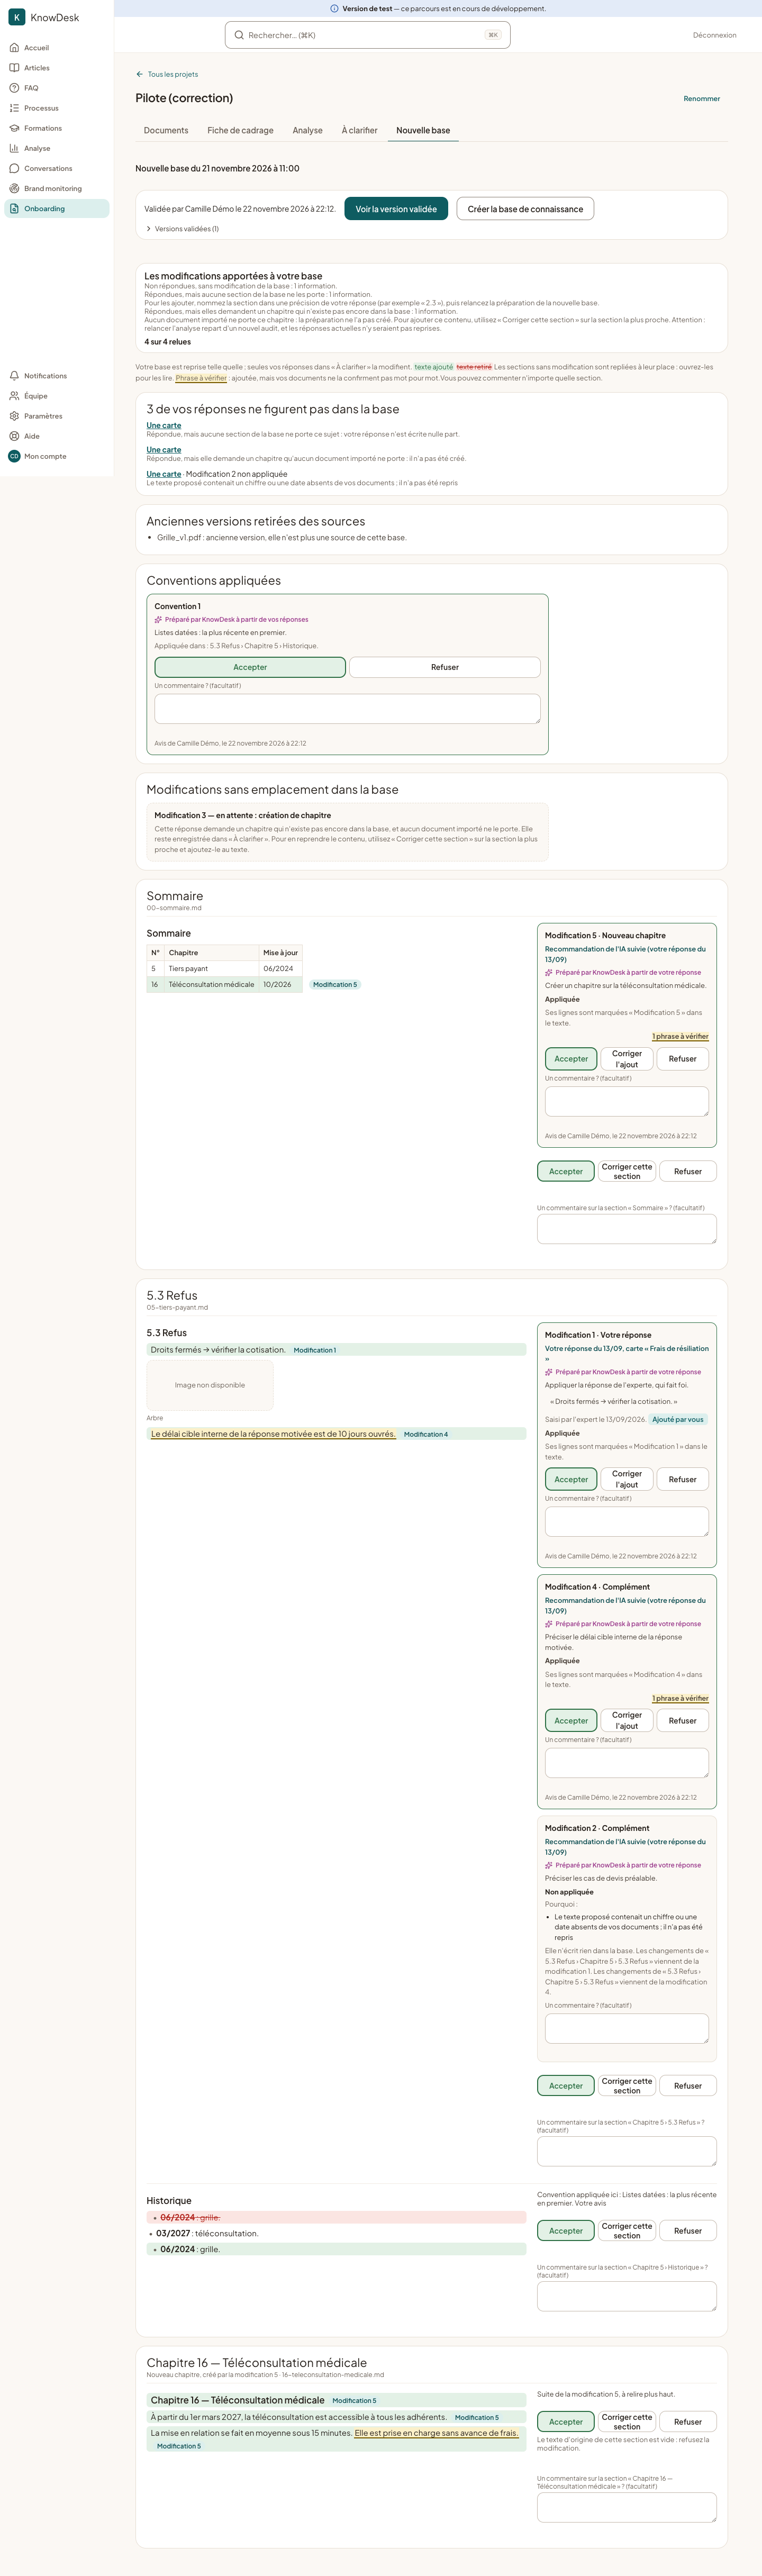 Version de test — ce parcours est en cours de développement.
K KnowDesk
Rechercher… (⌘K)
⌘K
Déconnexion
Accueil
Articles
FAQ
Processus
Formations
Analyse
Conversations
Brand monitoring
Onboarding
Notifications
Équipe
Paramètres
Aide
CD Mon compte
Tous les projets
Pilote (correction)
Renommer
Documents
Fiche de cadrage
Analyse
À clarifier
Nouvelle base
Nouvelle base du 21 novembre 2026 à 11:00
Validée par Camille Démo le 22 novembre 2026 à 22:12.
Voir la version validée
Créer la base de connaissance
Versions validées (1)
Les modifications apportées à votre base
Non répondues, sans modification de la base : 1 information.
Répondues, mais aucune section de la base ne les porte : 1 information.
Pour les ajouter, nommez la section dans une précision de votre réponse (par exemple « 2.3 »), puis relancez la préparation de la nouvelle base.
Répondues, mais elles demandent un chapitre qu'aucun document importé ne porte : 1 information.
Aucun document importé ne porte ce chapitre : la préparation ne l'a pas créé. Pour ajouter ce contenu, utilisez « Corriger cette section » sur la section la plus proche. Attention :
relancer l'analyse repart d'un nouvel audit, et les réponses actuelles n'y seraient pas reprises.
4 sur 4 relues
Votre base est reprise telle quelle : seules vos réponses dans « À clarifier » la modifient. texte ajouté texte retiré Les sections sans modification sont repliées à leur place : ouvrez-les
pour les lire. Phrase à vérifier : ajoutée, mais vos documents ne la confirment pas mot pour mot.Vous pouvez commenter n'importe quelle section.
3 de vos réponses ne figurent pas dans la base
Une carte
Répondue, mais aucune section de la base ne porte ce sujet : votre réponse n'est écrite nulle part.
Une carte
Répondue, mais elle demande un chapitre qu'aucun document importé ne porte : il n'a pas été créé.
Une carte · Modification 2 non appliquée
Le texte proposé contenait un chiffre ou une date absents de vos documents ; il n'a pas été repris
Anciennes versions retirées des sources
• Grille_v1.pdf : ancienne version, elle n'est plus une source de cette base.
Conventions appliquées
Convention 1
Préparé par KnowDesk à partir de vos réponses
Listes datées : la plus récente en premier.
Appliquée dans : 5.3 Refus › Chapitre 5 › Historique.
Accepter
Refuser
Un commentaire ? (facultatif)
Avis de Camille Démo, le 22 novembre 2026 à 22:12
Modifications sans emplacement dans la base
Modification 3 — en attente : création de chapitre
Cette réponse demande un chapitre qui n'existe pas encore dans la base, et aucun document importé ne le porte. Elle
reste enregistrée dans « À clarifier ». Pour en reprendre le contenu, utilisez « Corriger cette section » sur la section la plus
proche et ajoutez-le au texte.
Sommaire
00-sommaire.md
Sommaire
N° Chapitre Mise à jour
5 Tiers payant 06/2024
16 Téléconsultation médicale 10/2026 Modification 5
Modification 5 · Nouveau chapitre
Recommandation de l'IA suivie (votre réponse du
13/09)
Préparé par KnowDesk à partir de votre réponse
Créer un chapitre sur la téléconsultation médicale.
Appliquée
Ses lignes sont marquées « Modification 5 » dans
le texte.
1 phrase à vérifier
Accepter
Corriger
l'ajout
Refuser
Un commentaire ? (facultatif)
Avis de Camille Démo, le 22 novembre 2026 à 22:12
Accepter
Corriger cette
section
Refuser
Un commentaire sur la section « Sommaire » ? (facultatif)
5.3 Refus
05-tiers-payant.md
5.3 Refus
Droits fermés → vérifier la cotisation. Modification 1
Image non disponible
Arbre
Le délai cible interne de la réponse motivée est de 10 jours ouvrés. Modification 4
Modification 1 · Votre réponse
Votre réponse du 13/09, carte « Frais de résiliation
»
Préparé par KnowDesk à partir de votre réponse
Appliquer la réponse de l'experte, qui fait foi.
« Droits fermés → vérifier la cotisation. »
Saisi par l'expert le 13/09/2026. Ajouté par vous
Appliquée
Ses lignes sont marquées « Modification 1 » dans le
texte.
Accepter
Corriger
l'ajout
Refuser
Un commentaire ? (facultatif)
Avis de Camille Démo, le 22 novembre 2026 à 22:12
Modification 4 · Complément
Recommandation de l'IA suivie (votre réponse du
13/09)
Préparé par KnowDesk à partir de votre réponse
Préciser le délai cible interne de la réponse
motivée.
Appliquée
Ses lignes sont marquées « Modification 4 » dans
le texte.
1 phrase à vérifier
Accepter
Corriger
l'ajout
Refuser
Un commentaire ? (facultatif)
Avis de Camille Démo, le 22 novembre 2026 à 22:12
Modification 2 · Complément
Recommandation de l'IA suivie (votre réponse du
13/09)
Préparé par KnowDesk à partir de votre réponse
Préciser les cas de devis préalable.
Non appliquée
Pourquoi :
• Le texte proposé contenait un chiffre ou une
date absents de vos documents ; il n'a pas été
repris
Elle n'écrit rien dans la base. Les changements de «
5.3 Refus › Chapitre 5 › 5.3 Refus » viennent de la
modification 1. Les changements de « 5.3 Refus ›
Chapitre 5 › 5.3 Refus » viennent de la modification
4.
Un commentaire ? (facultatif)
Accepter
Corriger cette
section
Refuser
Un commentaire sur la section « Chapitre 5 › 5.3 Refus » ?
(facultatif)
Historique
• 06/2024 : grille.
• 03/2027 : téléconsultation.
• 06/2024 : grille.
Convention appliquée ici : Listes datées : la plus récente
en premier. Votre avis
Accepter
Corriger cette
section
Refuser
Un commentaire sur la section « Chapitre 5 › Historique » ?
(facultatif)
Chapitre 16 — Téléconsultation médicale
Nouveau chapitre, créé par la modification 5 · 16-teleconsultation-medicale.md
Chapitre 16 — Téléconsultation médicale Modification 5
À partir du 1er mars 2027, la téléconsultation est accessible à tous les adhérents. Modification 5
La mise en relation se fait en moyenne sous 15 minutes. Elle est prise en charge sans avance de frais.
Modification 5
Suite de la modification 5, à relire plus haut.
Accepter
Corriger cette
section
Refuser
Le texte d'origine de cette section est vide : refusez la
modification.
Un commentaire sur la section « Chapitre 16 —
Téléconsultation médicale » ? (facultatif)